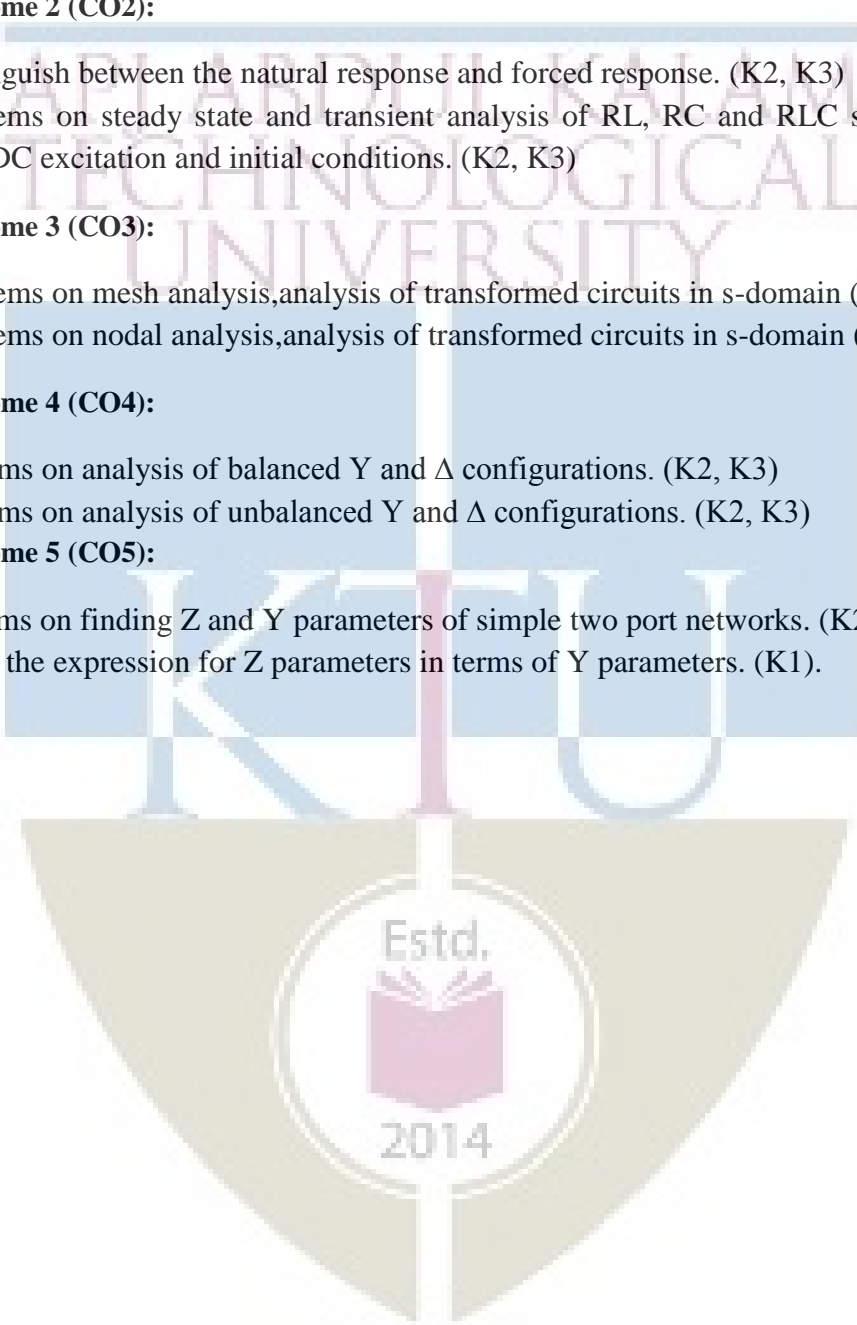 ome 2 (CO2):
APJ ABDUL KALAM
guish between the natural response and forced response. (K2, K3)
ems on steady state and transient analysis of RL, RC and RLC s
DC excitation and initial conditions. (K2, K3)
TECHNOLOGICAL
me 3 (CO3):
UNIVERSITY
ems on mesh analysis,analysis of transformed circuits in s-domain (
ems on nodal analysis,analysis of transformed circuits in s-domain (
me 4 (CO4):
ms on analysis of balanced Y and Δ configurations. (K2, K3)
ms on analysis of unbalanced Y and Δ configurations. (K2, K3)
me 5 (CO5):
KTU
ms on finding Z and Y parameters of simple two port networks. (K2
the expression for Z parameters in terms of Y parameters. (K1).
Estd.
2014